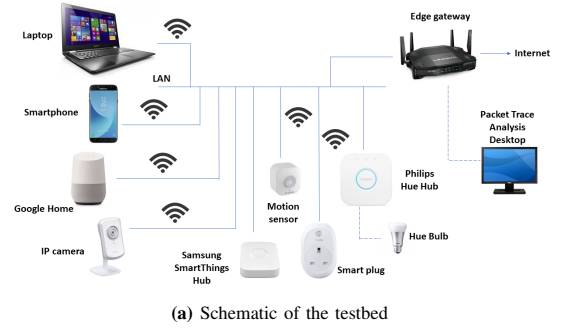 Laptop
Edge gateway
Internet
LAN
Smartphone
Packet Trace
Analysis
Desktop
Google Home
Motion
sensor
Philips
Hue Hub
IP camera
Samsung
SmartThings
Hub
Smart plug
Hue Bulb
(a) Schematic of the testbed